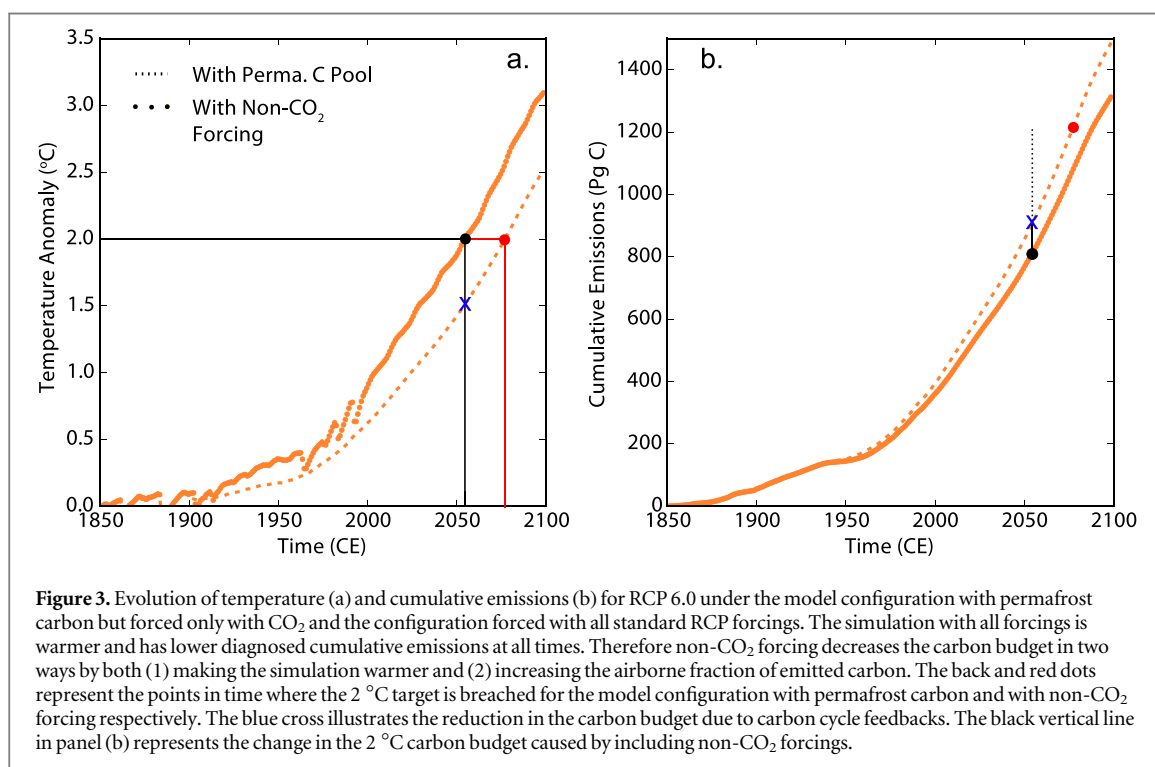 3.5
3.0
2.5
2.0
1.5
1.0
0.5
0.0
Temperature Anomaly (°C)
a.
With Perma. C Pool
With Non-CO₂
Forcing
1850
1900
1950
2000
2050
2100
Time (CE)
b.
1400
1200
1000
800
600
400
200
0
Cumulative Emissions (Pg C)
1850
1900
1950
2000
2050
2100
Time (CE)
Figure 3. Evolution of temperature (a) and cumulative emissions (b) for RCP 6.0 under the model configuration with permafrost
carbon but forced only with CO₂ and the configuration forced with all standard RCP forcings. The simulation with all forcings is
warmer and has lower diagnosed cumulative emissions at all times. Therefore non-CO₂ forcing decreases the carbon budget in two
ways by both (1) making the simulation warmer and (2) increasing the airborne fraction of emitted carbon. The back and red dots
represent the points in time where the 2 °C target is breached for the model configuration with permafrost carbon and with non-CO₂
forcing respectively. The blue cross illustrates the reduction in the carbon budget due to carbon cycle feedbacks. The black vertical line
in panel (b) represents the change in the 2 °C carbon budget caused by including non-CO₂ forcings.